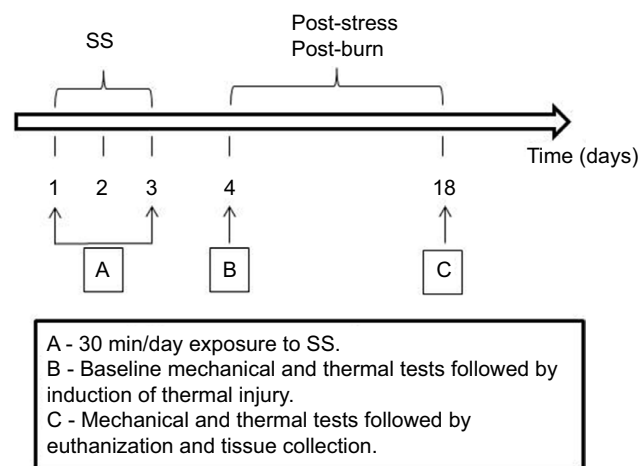 SS
Post-stress
Post-burn
Time (days)
1 2 3 4 18
A B C
A - 30 min/day exposure to SS.
B - Baseline mechanical and thermal tests followed by
induction of thermal injury.
C - Mechanical and thermal tests followed by
euthanization and tissue collection.